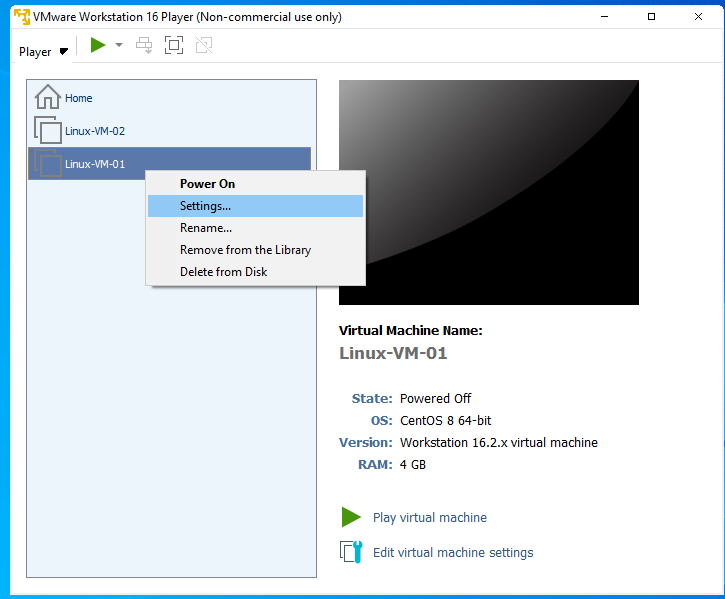 VMware Workstation 16 Player (Non-commercial use only)
Player
Home
Linux-VM-02
Linux-VM-01
Power On
Settings...
Rename...
Remove from the Library
Delete from Disk
Virtual Machine Name:
Linux-VM-01
State: Powered Off
OS: CentOS 8 64-bit
Version: Workstation 16.2.x virtual machine
RAM: 4 GB
Play virtual machine
Edit virtual machine settings